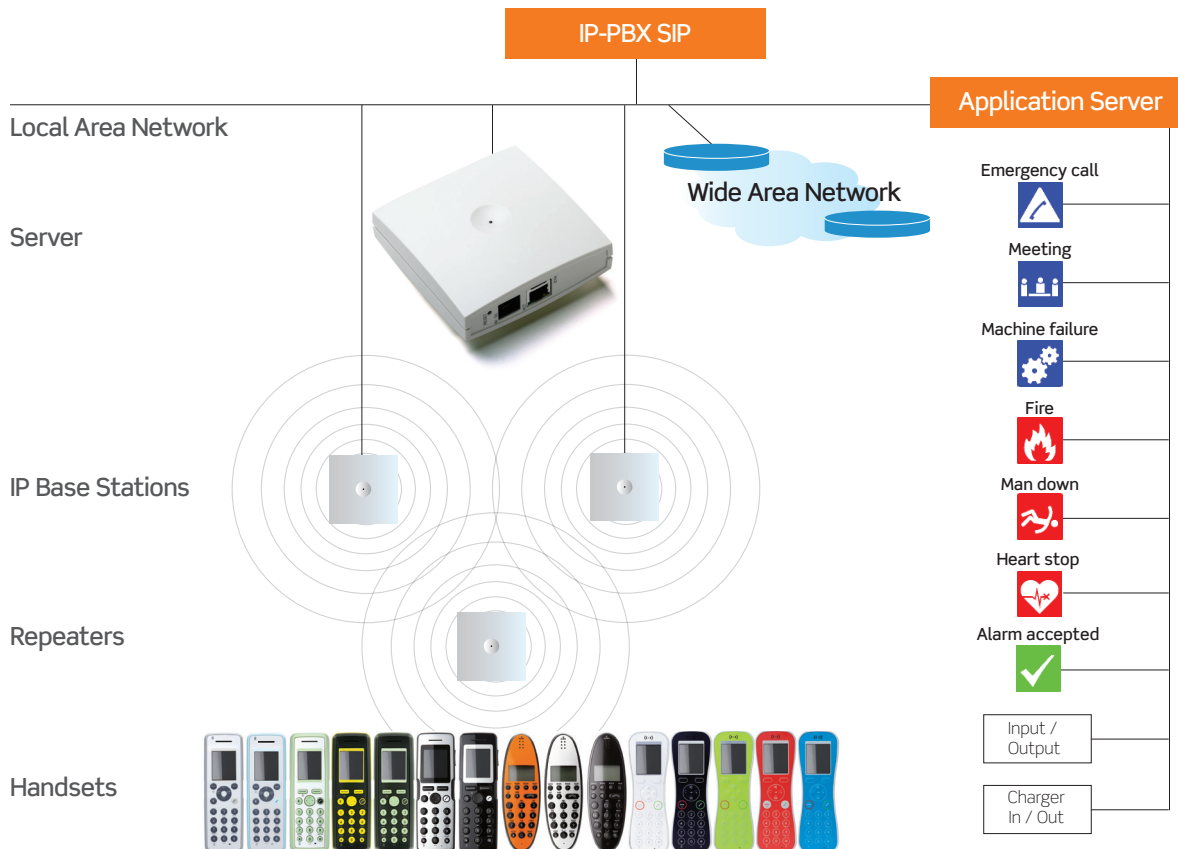 IP-PBX SIP
Application Server
Local Area Network
Wide Area Network
Server
Emergency call
Meeting
Machine failure
Fire
IP Base Stations
Man down
Heart stop
Repeaters
Alarm accepted
Input /
Output
Handsets
Charger
In / Out